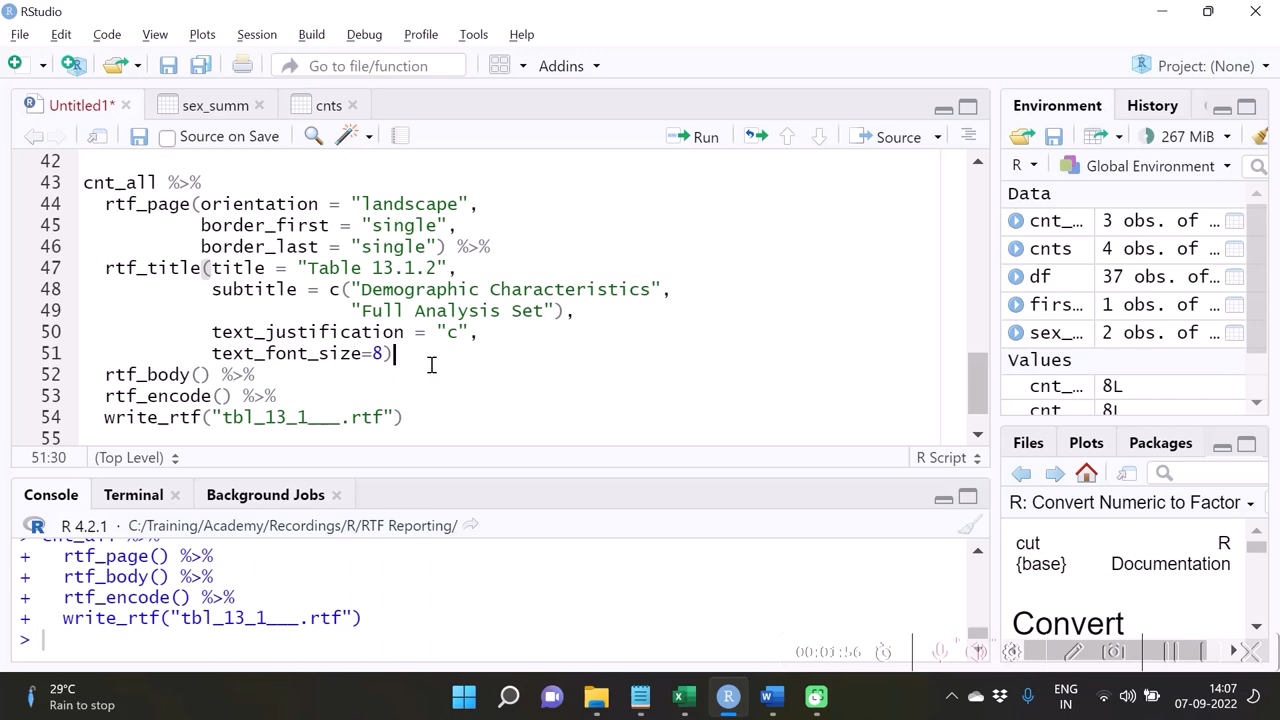 RStudio
File Edit Code View Plots Session Build Debug Profile Tools Help
Go to file/function Addins Project: (None)
Untitled1* sex_summ cnts
Source on Save Run Source
42
43 cnt_all %>%
44 rtf_page(orientation = "landscape",
45 border_first = "single",
46 border_last = "single") %>%
47 rtf_title(title = "Table 13.1.2",
48 subtitle = c("Demographic Characteristics",
49 "Full Analysis Set"),
50 text_justification = "c",
51 text_font_size=8)
52 rtf_body() %>%
53 rtf_encode() %>%
54 write_rtf("tbl_13_1___.rtf")
55
51:30 (Top Level) R Script
Console Terminal Background Jobs
R 4.2.1 · C:/Training/Academy/Recordings/R/RTF Reporting/
> cnt_all %>%
+ rtf_page() %>%
+ rtf_body() %>%
+ rtf_encode() %>%
+ write_rtf("tbl_13_1___.rtf")
>
Environment History
267 MiB
R Global Environment
Data
cnt_… 3 obs. of …
cnts 4 obs. of …
df 37 obs. of …
firs… 1 obs. of …
sex_… 2 obs. of …
Values
cnt_… 8L
cnt 8L
Files Plots Packages
R: Convert Numeric to Factor
cut R
{base} Documentation
Convert
00:01:56
29°C
Rain to stop
ENG
IN
14:07
07-09-2022